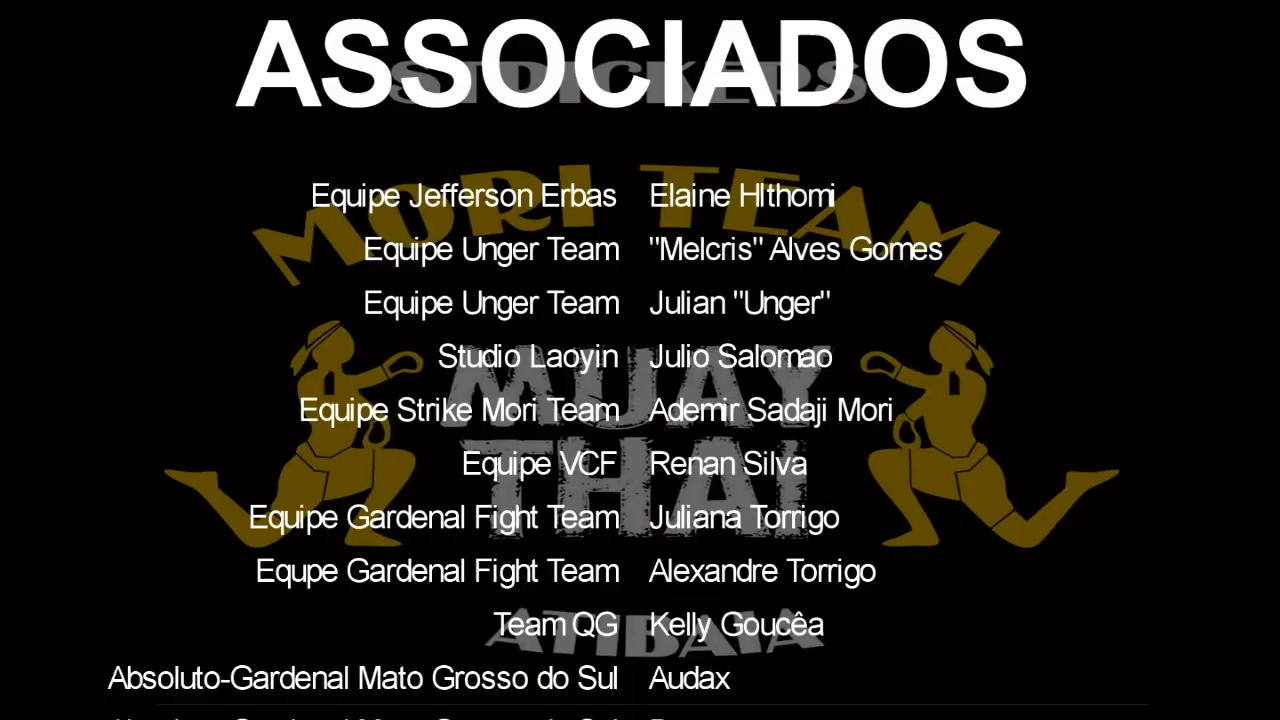 ASSOCIADOS
STRICKERS
MORI TEAM
Equipe Jefferson Erbas Elaine HIthomi
Equipe Unger Team "Melcris" Alves Gomes
Equipe Unger Team Julian "Unger"
Studio Laoyin Julio Salomao
MUAY
Equipe Strike Mori Team Ademir Sadaji Mori
Equipe VCF Renan Silva
THAI
Equipe Gardenal Fight Team Juliana Torrigo
Equpe Gardenal Fight Team Alexandre Torrigo
Team QG Kelly Goucêa
ATIBAIA
Absoluto-Gardenal Mato Grosso do Sul Audax